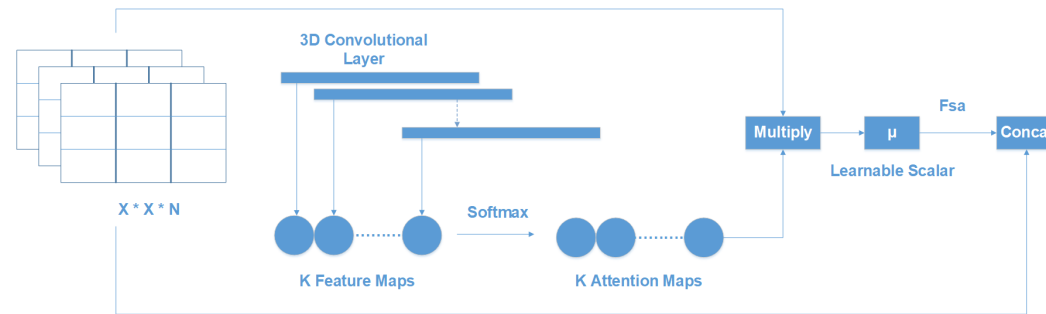 3D Convolutional
Layer
Fsa
Multiply
μ
Conca
Learnable Scalar
X * X * N
Softmax
K Feature Maps
K Attention Maps